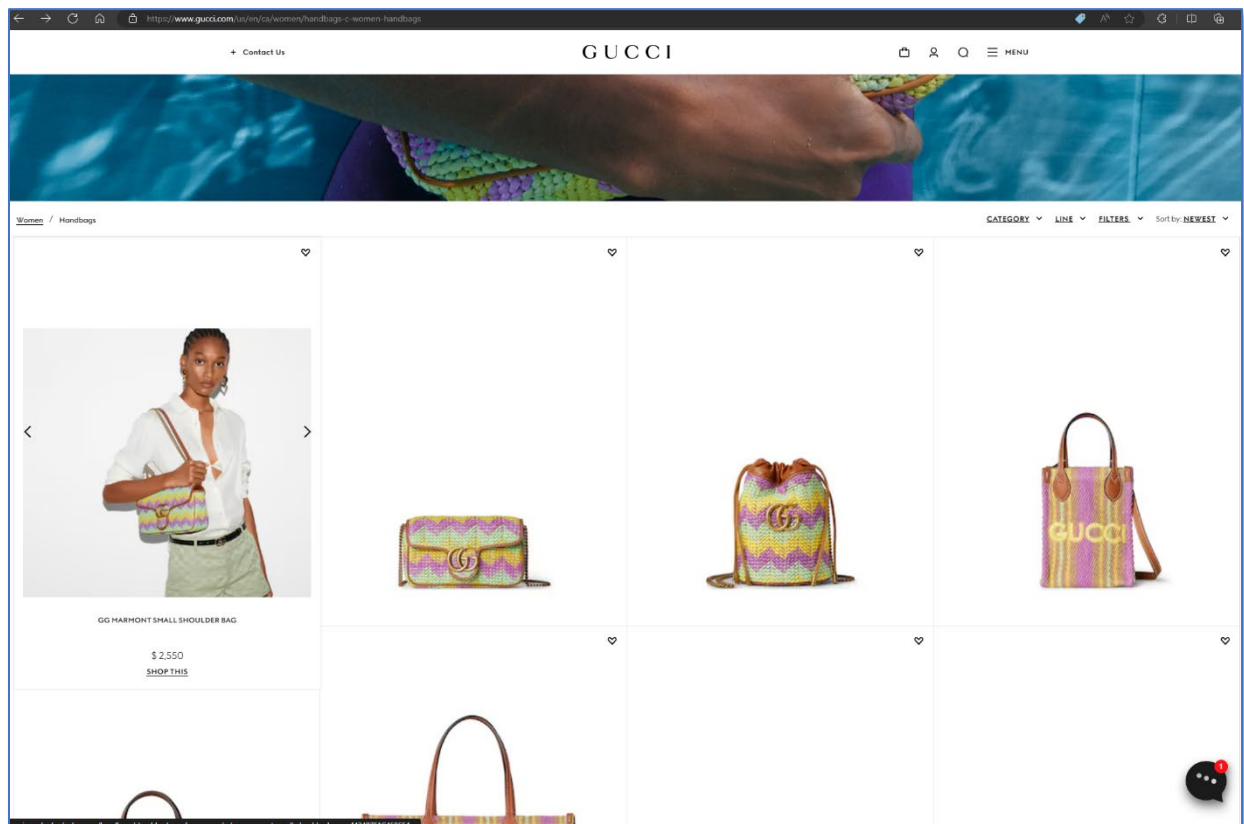 https://www.gucci.com/us/en/ca/women/handbags-c-women-handbags
+ Contact Us
GUCCI
MENU
Women / Handbags
CATEGORY LINE FILTERS Sort by: NEWEST
GUCCI
GG MARMONT SMALL SHOULDER BAG
$ 2,550
SHOP THIS
1